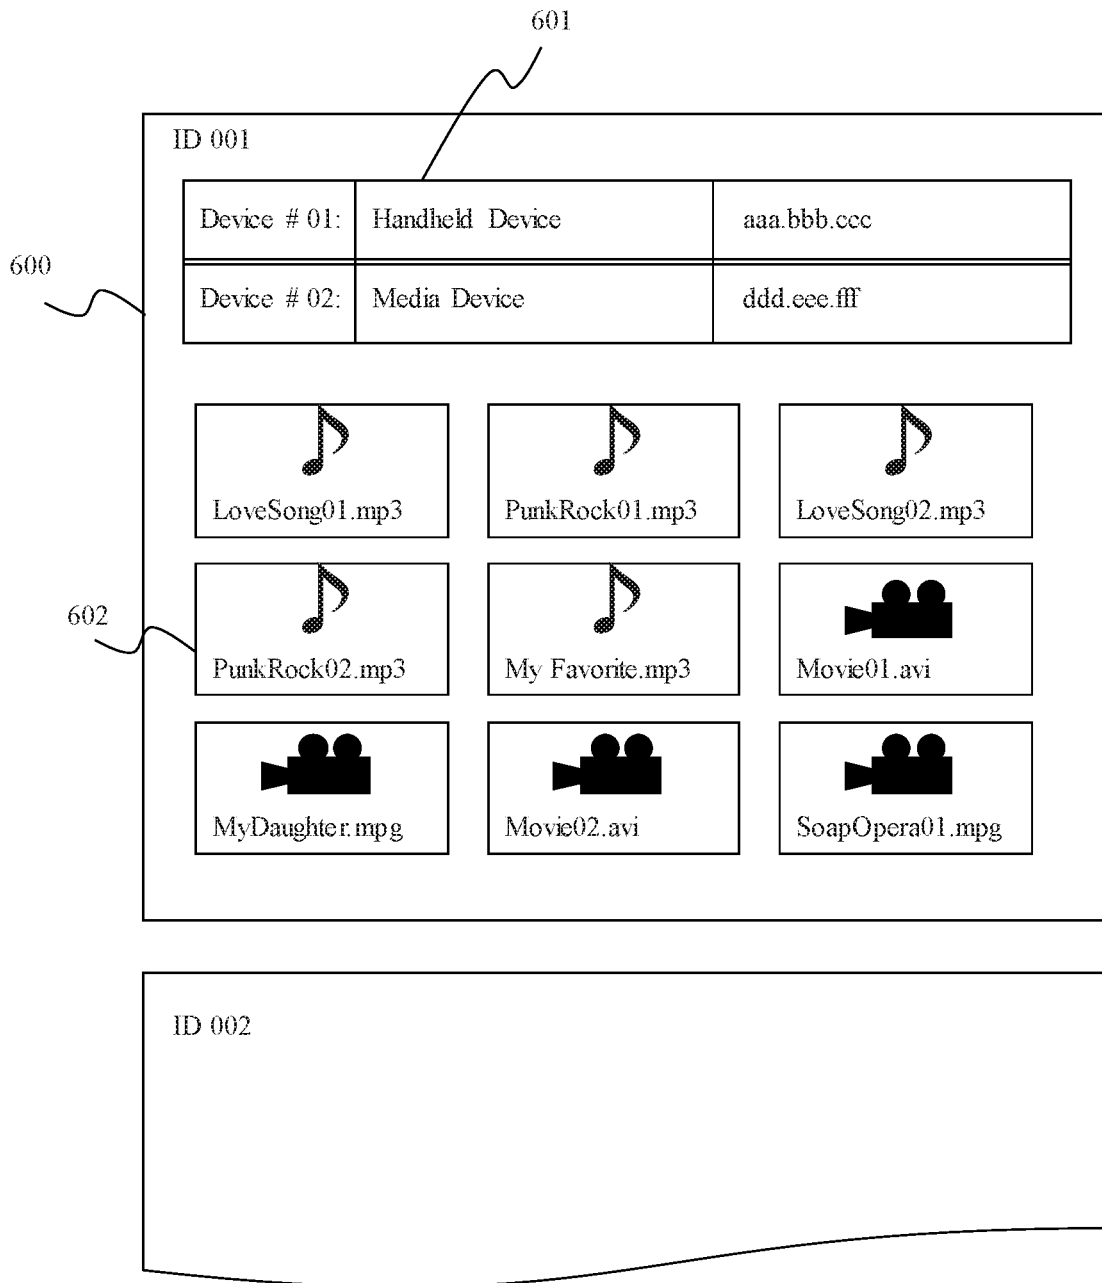 601
ID 001
Device # 01: Handheld Device aaa.bbb.ccc
600
Device # 02: Media Device ddd.eee.fff
LoveSong01.mp3 PunkRock01.mp3 LoveSong02.mp3
602
PunkRock02.mp3 My Favorite.mp3 Movie01.avi
MyDaughter.mpg Movie02.avi SoapOpera01.mpg
ID 002